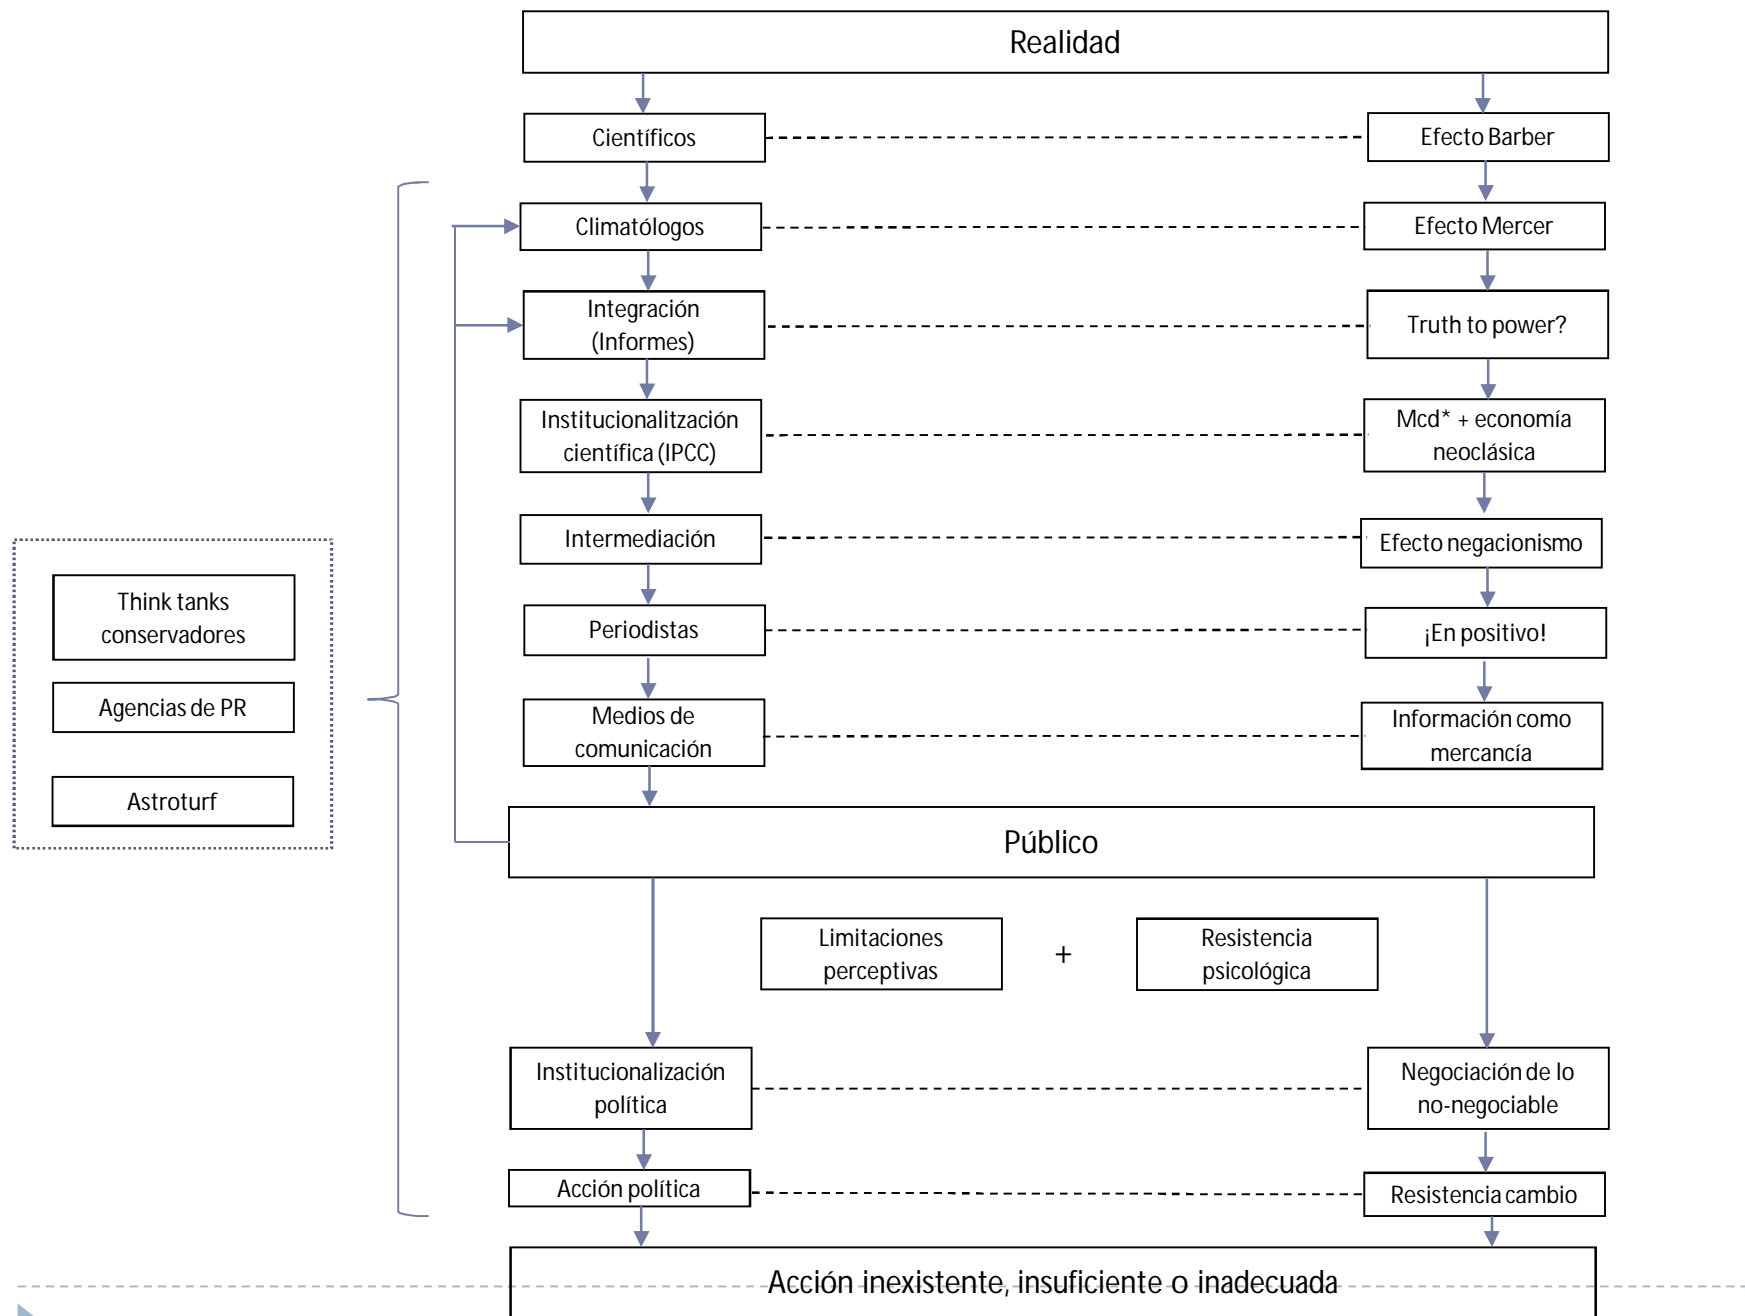 Realidad
Científicos
Efecto Barber
Climatólogos
Efecto Mercer
Integración
(Informes)
Truth to power?
Institucionalitzación
científica (IPCC)
Mcd* + economía
neoclásica
Intermediación
Efecto negacionismo
Think tanks
conservadores
Periodistas
¡En positivo!
Agencias de PR
Medios de
comunicación
Información como
mercancía
Astroturf
Público
Limitaciones
perceptivas
+
Resistencia
psicológica
Institucionalización
política
Negociación de lo
no-negociable
Acción política
Resistencia cambio
Acción inexistente, insuficiente o inadecuada